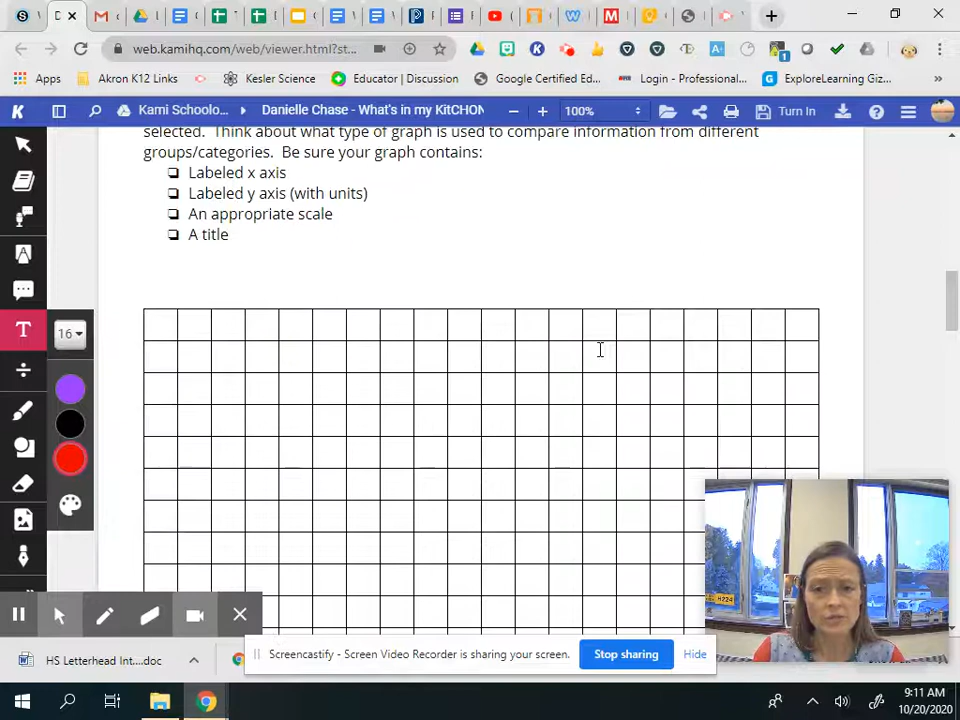 web.kamihq.com/web/viewer.html?st...
Apps Akron K12 Links Kesler Science Educator | Discussion Google Certified Ed... Login - Professional... ExploreLearning Giz... »
K Kami Schoolo... Danielle Chase - What's in my KitCHON 100% Turn In
selected. Think about what type of graph is used to compare information from different
groups/categories. Be sure your graph contains:
Labeled x axis
Labeled y axis (with units)
An appropriate scale
A title
T
16
H224
HS Letterhead Int....doc
Screencastify - Screen Video Recorder is sharing your screen. Stop sharing Hide
9:11 AM
10/20/2020